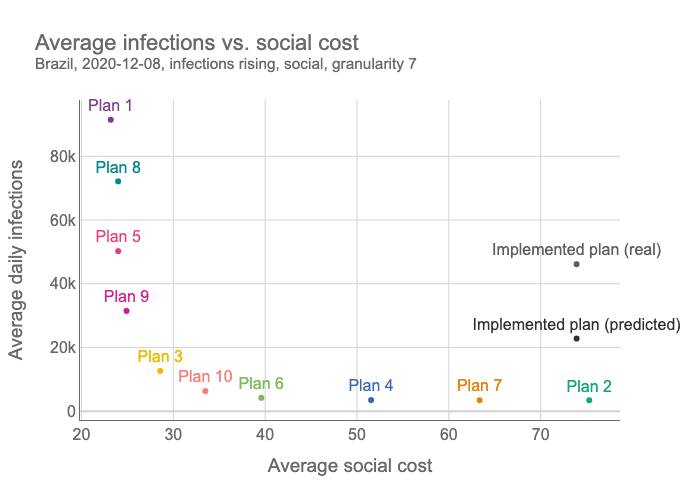 Average infections vs. social cost
Brazil, 2020-12-08, infections rising, social, granularity 7
Plan 1
80k
Plan 8
60k
Plan 5
Implemented plan (real)
40k
Plan 9
Implemented plan (predicted)
20k
Plan 3
Plan 10
Plan 6
Plan 4
Plan 7
Plan 2
0
20
30
40
50
60
70
Average social cost
Average daily infections